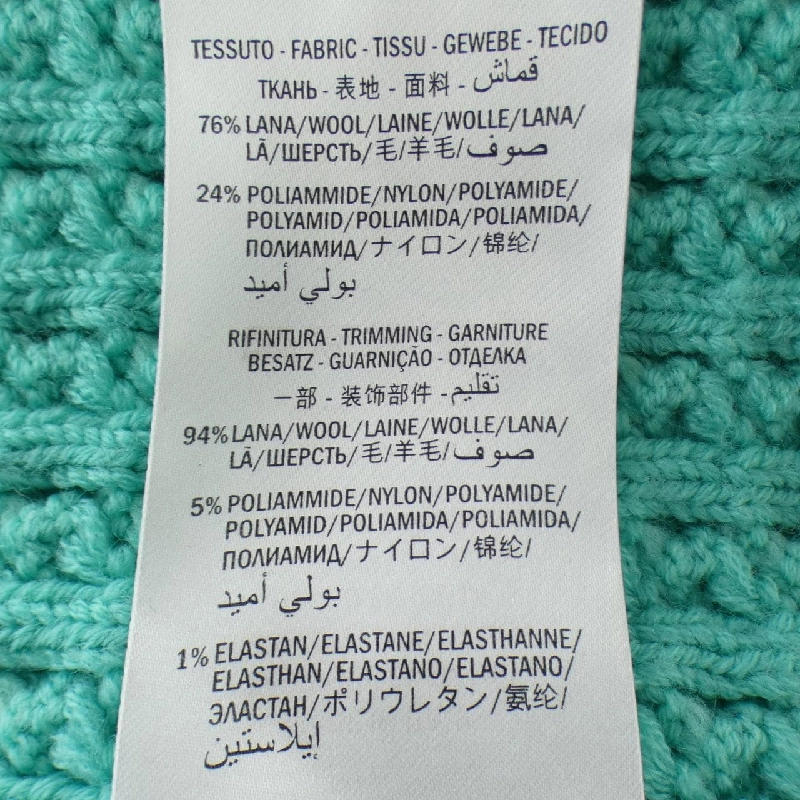 TESSUTO - FABRIC - TISSU - GEWEBE - TECIDO
ТКАНЬ - 表地 - 面料 - قماش
76% LANA/WOOL/LAINE/WOLLE/LANA/
LÃ/ШЕРСТЬ/毛/羊毛/صوف
24% POLIAMMIDE/NYLON/POLYAMIDE/
POLYAMID/POLIAMIDA/POLIAMIDA/
ПОЛИАМИД/ナイロン/锦纶/
بولي أميد
RIFINITURA - TRIMMING - GARNITURE
BESATZ - GUARNIÇÃO - ОТДЕЛКА
一部 - 装饰部件 - تقليم
94% LANA/WOOL/LAINE/WOLLE/LANA/
LÃ/ШЕРСТЬ/毛/羊毛/صوف
5% POLIAMMIDE/NYLON/POLYAMIDE/
POLYAMID/POLIAMIDA/POLIAMIDA/
ПОЛИАМИД/ナイロン/锦纶/
بولي أميد
1% ELASTAN/ELASTANE/ELASTHANNE/
ELASTHAN/ELASTANO/ELASTANO/
ЭЛАСТАН/ポリウレタン/氨纶/
إيلاستين